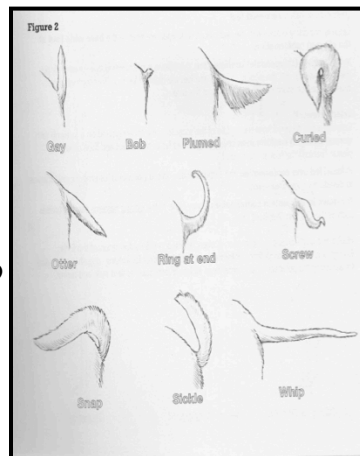 Figure 2
Gay
Bob
Plumed
Curled
Otter
Ring at end
Screw
Snap
Sickle
Whip